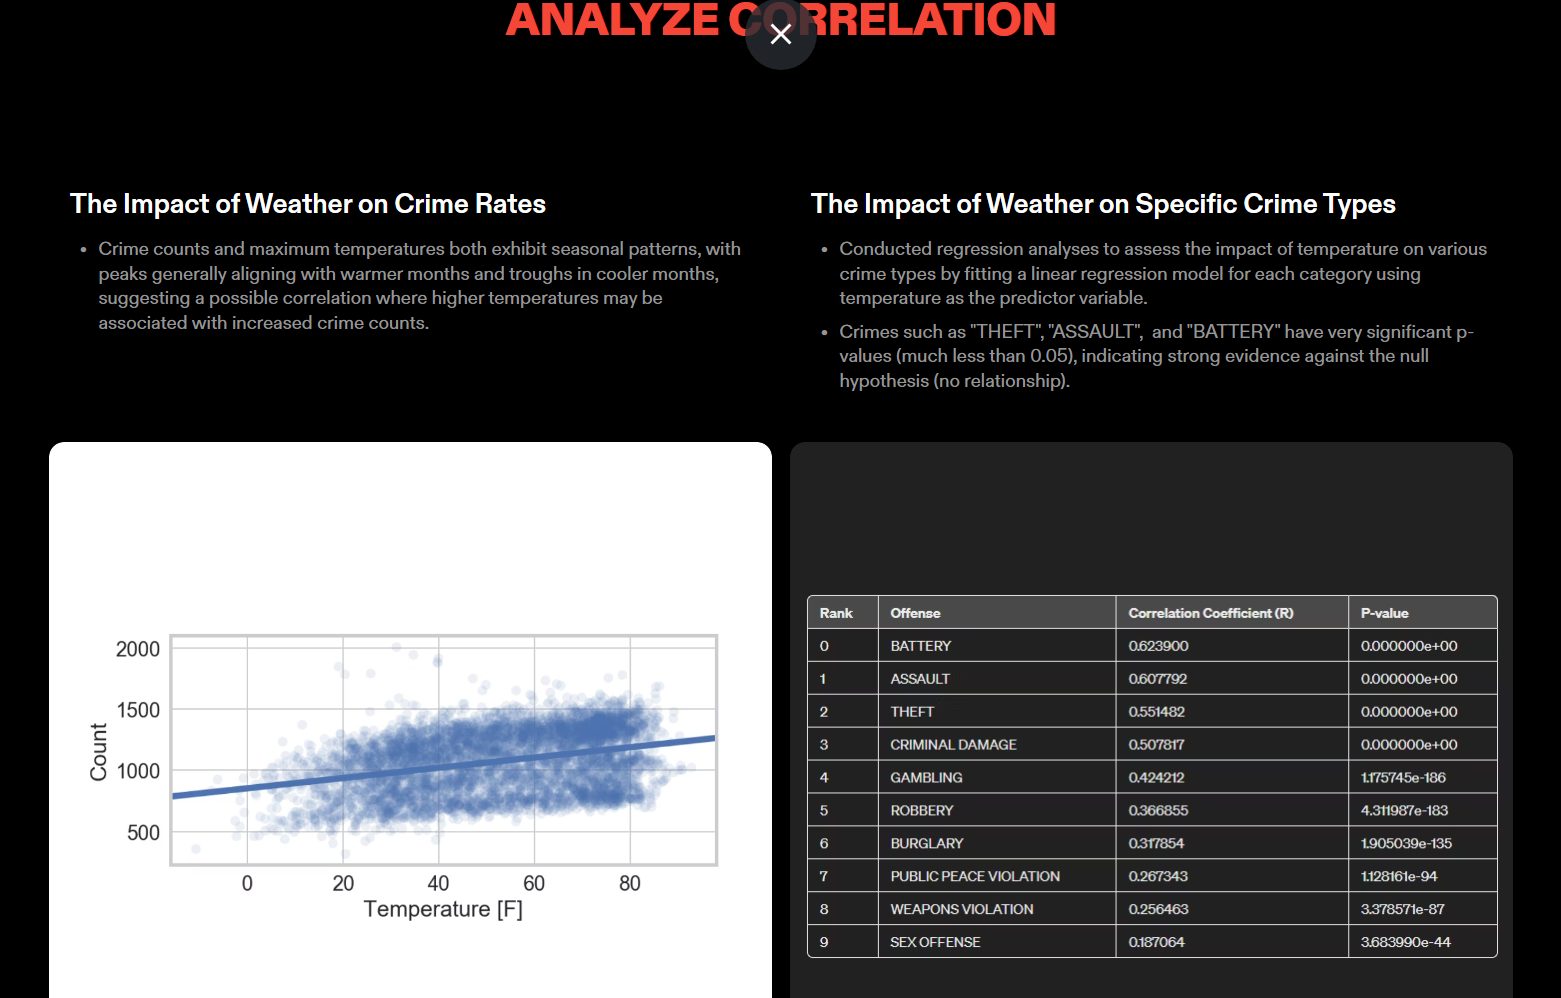 ANALYZE CORRELATION
The Impact of Weather on Crime Rates
• Crime counts and maximum temperatures both exhibit seasonal patterns, with
peaks generally aligning with warmer months and troughs in cooler months,
suggesting a possible correlation where higher temperatures may be
associated with increased crime counts.
The Impact of Weather on Specific Crime Types
• Conducted regression analyses to assess the impact of temperature on various
crime types by fitting a linear regression model for each category using
temperature as the predictor variable.
• Crimes such as "THEFT", "ASSAULT",  and "BATTERY" have very significant p-
values (much less than 0.05), indicating strong evidence against the null
hypothesis (no relationship).
2000
1500
1000
500
Count
0 20 40 60 80
Temperature [F]
Rank Offense Correlation Coefficient (R) P-value
0 BATTERY 0.623900 0.000000e+00
1 ASSAULT 0.607792 0.000000e+00
2 THEFT 0.551482 0.000000e+00
3 CRIMINAL DAMAGE 0.507817 0.000000e+00
4 GAMBLING 0.424212 1.175745e-186
5 ROBBERY 0.366855 4.311987e-183
6 BURGLARY 0.317854 1.905039e-135
7 PUBLIC PEACE VIOLATION 0.267343 1.128161e-94
8 WEAPONS VIOLATION 0.256463 3.378571e-87
9 SEX OFFENSE 0.187064 3.683990e-44